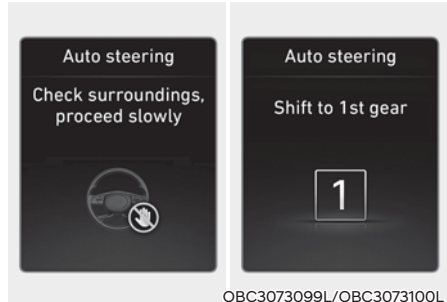 Auto steering
Check surroundings,
proceed slowly
Auto steering
Shift to 1st gear
1
OBC3073099L/OBC3073100L